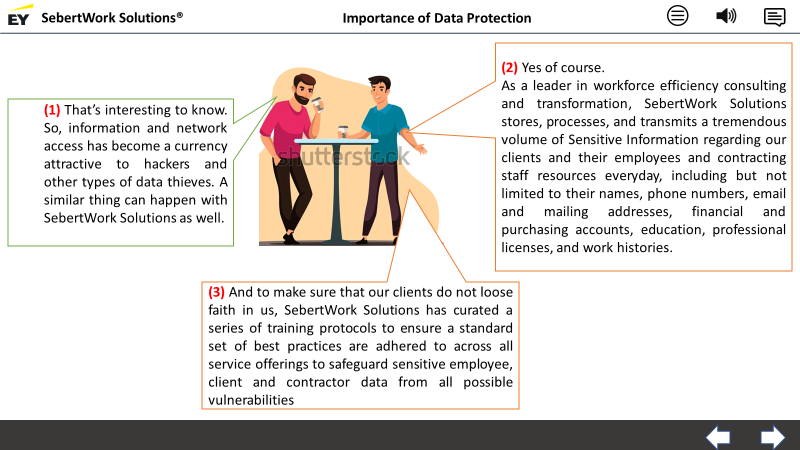 EY SebertWork Solutions®
Importance of Data Protection
(1) That’s interesting to know.
So, information and network
access has become a currency
attractive to hackers and
other types of data thieves. A
similar thing can happen with
SebertWork Solutions as well.
(2) Yes of course.
As a leader in workforce efficiency consulting
and transformation, SebertWork Solutions
stores, processes, and transmits a tremendous
volume of Sensitive Information regarding our
clients and their employees and contracting
staff resources everyday, including but not
limited to their names, phone numbers, email
and mailing addresses, financial and
purchasing accounts, education, professional
licenses, and work histories.
shutterstock
(3) And to make sure that our clients do not loose
faith in us, SebertWork Solutions has curated a
series of training protocols to ensure a standard
set of best practices are adhered to across all
service offerings to safeguard sensitive employee,
client and contractor data from all possible
vulnerabilities